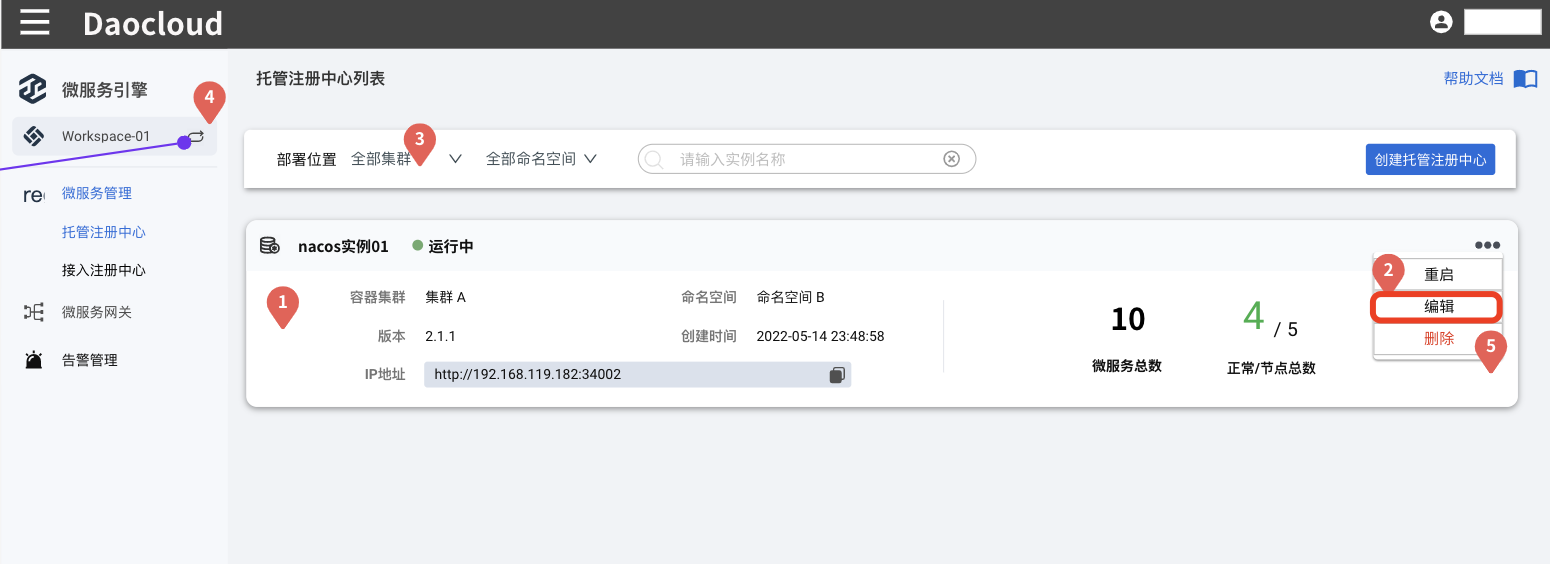 Daocloud
微服务引擎
4
Workspace-01
微服务管理
托管注册中心
接入注册中心
微服务网关
告警管理
托管注册中心列表
帮助文档
部署位置 全部集群 3 全部命名空间 请输入实例名称 创建托管注册中心
nacos实例01 运行中
1
容器集群 集群 A 命名空间 命名空间 B
版本 2.1.1 创建时间 2022-05-14 23:48:58
IP地址 http://192.168.119.182:34002
10
微服务总数
4 / 5
正常/节点总数
2
重启
编辑
删除
5